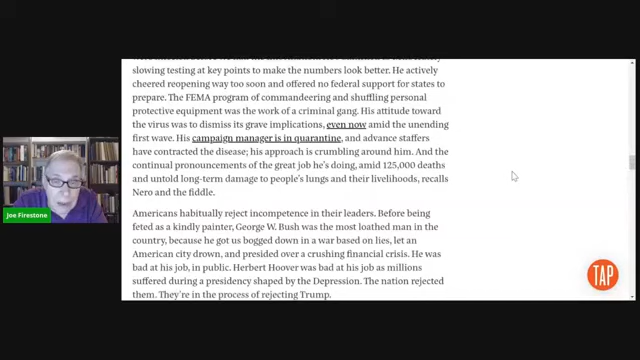 slowing testing at key points to make the numbers look better. He actively
cheered reopening way too soon and offered no federal support for states to
prepare. The FEMA program of commandeering and shuffling personal
protective equipment was the work of a criminal gang. His attitude toward
the virus was to dismiss its grave implications, even now amid the unending
first wave. His campaign manager is in quarantine, and advance staffers
have contracted the disease; his approach is crumbling around him. And the
continual pronouncements of the great job he's doing, amid 125,000 deaths
and untold long-term damage to people's lungs and their livelihoods, recalls
Nero and the fiddle.
Americans habitually reject incompetence in their leaders. Before being
feted as a kindly painter, George W. Bush was the most loathed man in the
country, because he got us bogged down in a war based on lies, let an
American city drown, and presided over a crushing financial crisis. He was
bad at his job, in public. Herbert Hoover was bad at his job as millions
suffered during a presidency shaped by the Depression. The nation rejected
them. They're in the process of rejecting Trump.
Joe Firestone
TAP